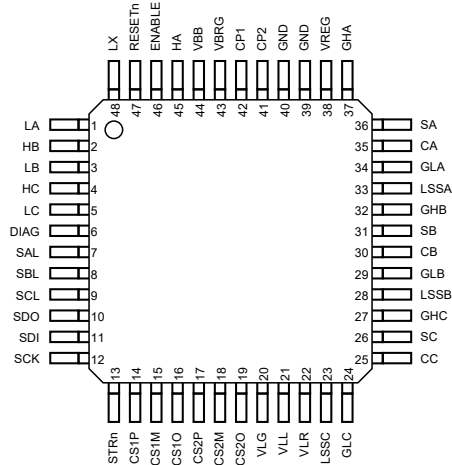 LX RESETn ENABLE HA VBB VBRG CP1 CP2 GND GND VREG GHA
48 47 46 45 44 43 42 41 40 39 38 37
LA 1 36 SA
HB 2 35 CA
LB 3 34 GLA
HC 4 33 LSSA
LC 5 32 GHB
DIAG 6 31 SB
SAL 7 30 CB
SBL 8 29 GLB
SCL 9 28 LSSB
SDO 10 27 GHC
SDI 11 26 SC
SCK 12 25 CC
13 14 15 16 17 18 19 20 21 22 23 24
STRn CS1P CS1M CS1O CS2P CS2M CS2O VLG VLL VLR LSSC GLC